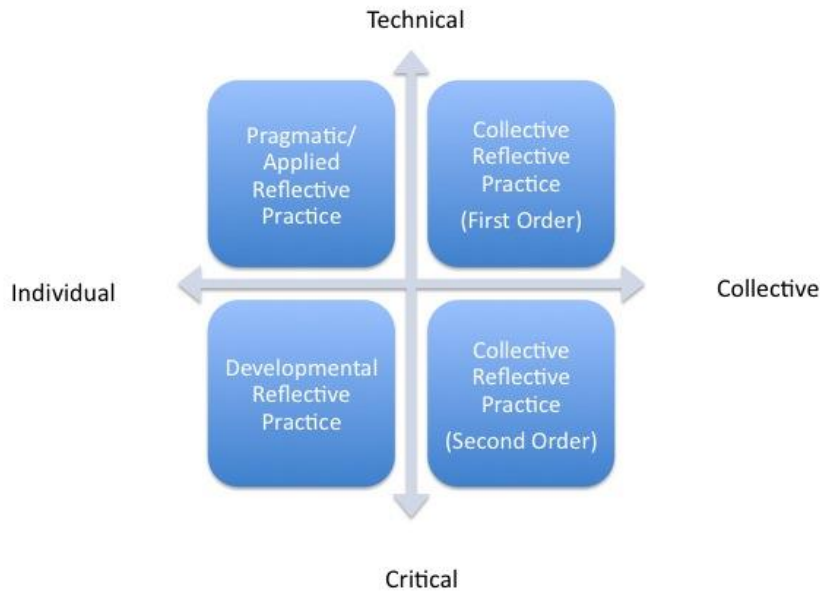 Technical
Pragmatic/
Applied
Reflective
Practice
Collective
Reflective
Practice
(First Order)
Individual
Collective
Developmental
Reflective
Practice
Collective
Reflective
Practice
(Second Order)
Critical